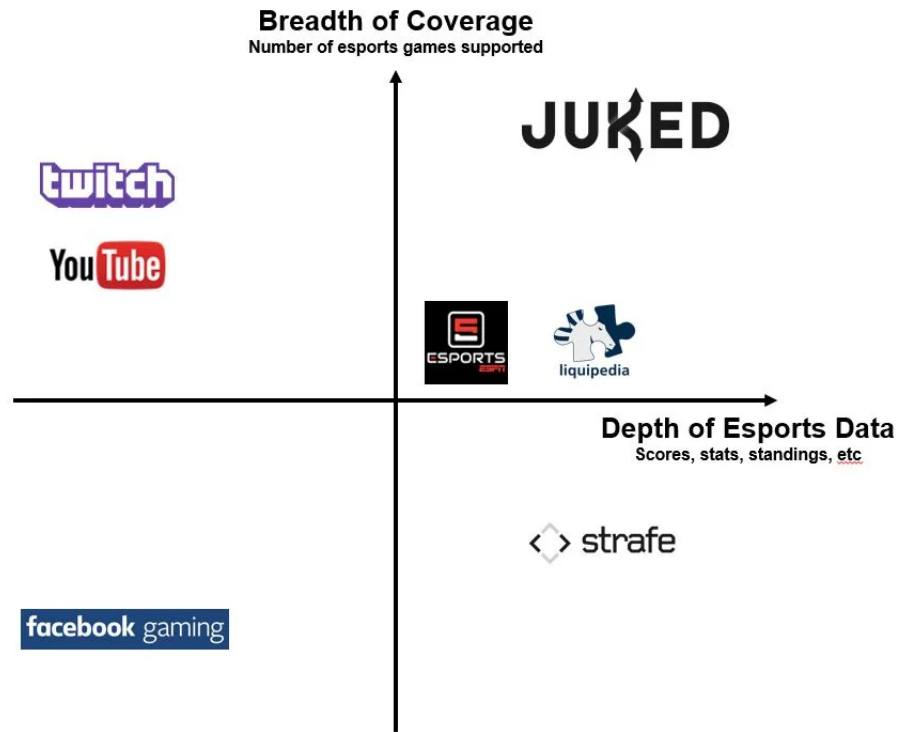 Breadth of Coverage
Number of esports games supported
JUKED
twitch
YouTube
ESPORTS
ESPN
liquipedia
Depth of Esports Data
Scores, stats, standings, etc
strafe
facebook gaming